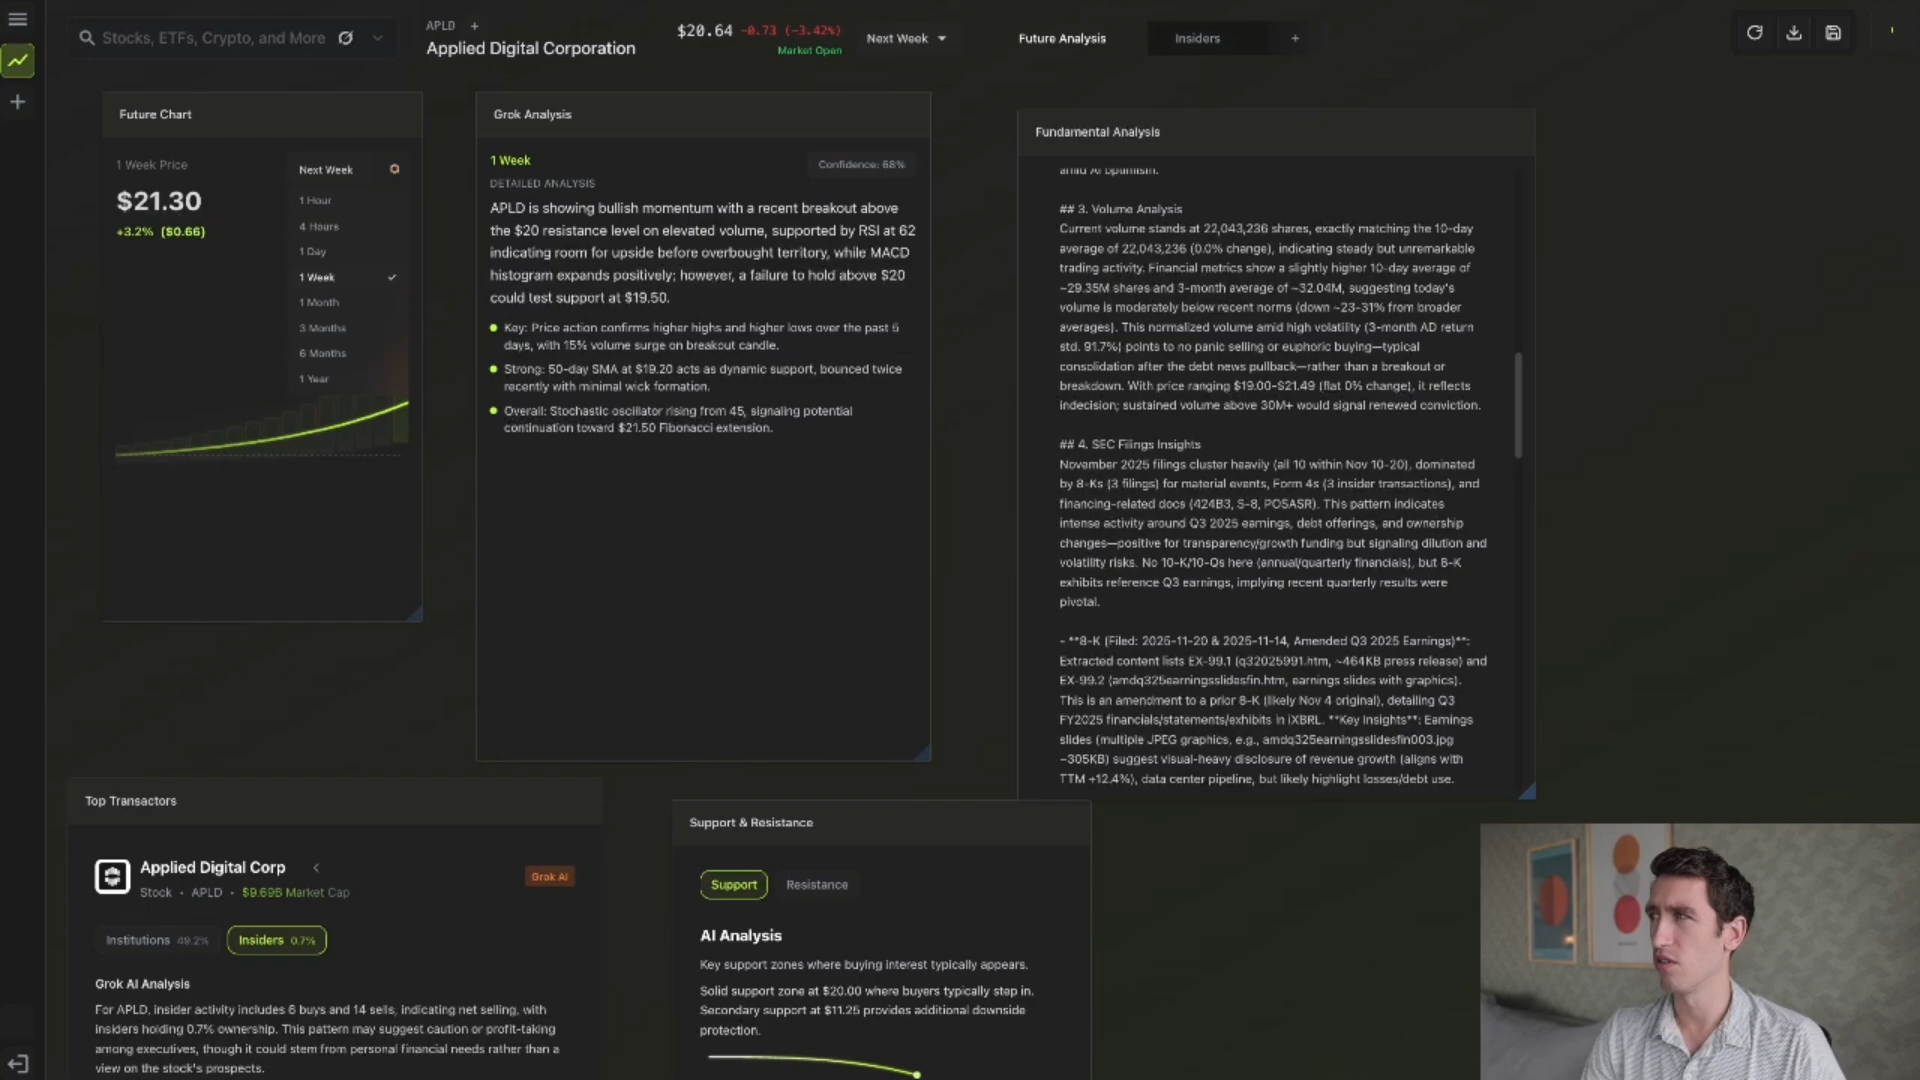 Stocks, ETFs, Crypto, and More
APLD +
Applied Digital Corporation
$20.64 -0.73 (-3.42%)
Market Open
Next Week
Future Analysis
Insiders
+
Future Chart
1 Week Price
$21.30
+3.2% ($0.66)
Next Week
1 Hour
4 Hours
1 Day
1 Week
1 Month
3 Months
6 Months
1 Year
Grok Analysis
1 Week
Confidence: 68%
DETAILED ANALYSIS
APLD is showing bullish momentum with a recent breakout above
the $20 resistance level on elevated volume, supported by RSI at 62
indicating room for upside before overbought territory, while MACD
histogram expands positively; however, a failure to hold above $20
could test support at $19.50.
Key: Price action confirms higher highs and higher lows over the past 5
days, with 15% volume surge on breakout candle.
Strong: 50-day SMA at $19.20 acts as dynamic support, bounced twice
recently with minimal wick formation.
Overall: Stochastic oscillator rising from 45, signaling potential
continuation toward $21.50 Fibonacci extension.
Fundamental Analysis
amid AI optimism.
## 3. Volume Analysis
Current volume stands at 22,043,236 shares, exactly matching the 10-day
average of 22,043,236 (0.0% change), indicating steady but unremarkable
trading activity. Financial metrics show a slightly higher 10-day average of
~29.35M shares and 3-month average of ~32.04M, suggesting today's
volume is moderately below recent norms (down ~23-31% from broader
averages). This normalized volume amid high volatility (3-month AD return
std. 91.7%) points to no panic selling or euphoric buying—typical
consolidation after the debt news pullback—rather than a breakout or
breakdown. With price ranging $19.00-$21.49 (flat 0% change), it reflects
indecision; sustained volume above 30M+ would signal renewed conviction.
## 4. SEC Filings Insights
November 2025 filings cluster heavily (all 10 within Nov 10-20), dominated
by 8-Ks (3 filings) for material events, Form 4s (3 insider transactions), and
financing-related docs (424B3, S-8, POSASR). This pattern indicates
intense activity around Q3 2025 earnings, debt offerings, and ownership
changes—positive for transparency/growth funding but signaling dilution and
volatility risks. No 10-K/10-Qs here (annual/quarterly financials), but 8-K
exhibits reference Q3 earnings, implying recent quarterly results were
pivotal.
- **8-K (Filed: 2025-11-20 & 2025-11-14, Amended Q3 2025 Earnings)**:
Extracted content lists EX-99.1 (q32025991.htm, ~464KB press release) and
EX-99.2 (amdq325earningsslidesfin.htm, earnings slides with graphics).
This is an amendment to a prior 8-K (likely Nov 4 original), detailing Q3
FY2025 financials/statements/exhibits in iXBRL. **Key Insights**: Earnings
slides (multiple JPEG graphics, e.g., amdq325earningsslidesfin003.jpg
~305KB) suggest visual-heavy disclosure of revenue growth (aligns with
TTM +12.4%), data center pipeline, but likely highlight losses/debt use.
Top Transactors
Applied Digital Corp
Stock • APLD • $9.69B Market Cap
Grok AI
Institutions 49.2%
Insiders 0.7%
Grok AI Analysis
For APLD, insider activity includes 6 buys and 14 sells, indicating net selling, with
insiders holding 0.7% ownership. This pattern may suggest caution or profit-taking
among executives, though it could stem from personal financial needs rather than a
view on the stock's prospects.
Support & Resistance
Support
Resistance
AI Analysis
Key support zones where buying interest typically appears.
Solid support zone at $20.00 where buyers typically step in.
Secondary support at $11.25 provides additional downside
protection.